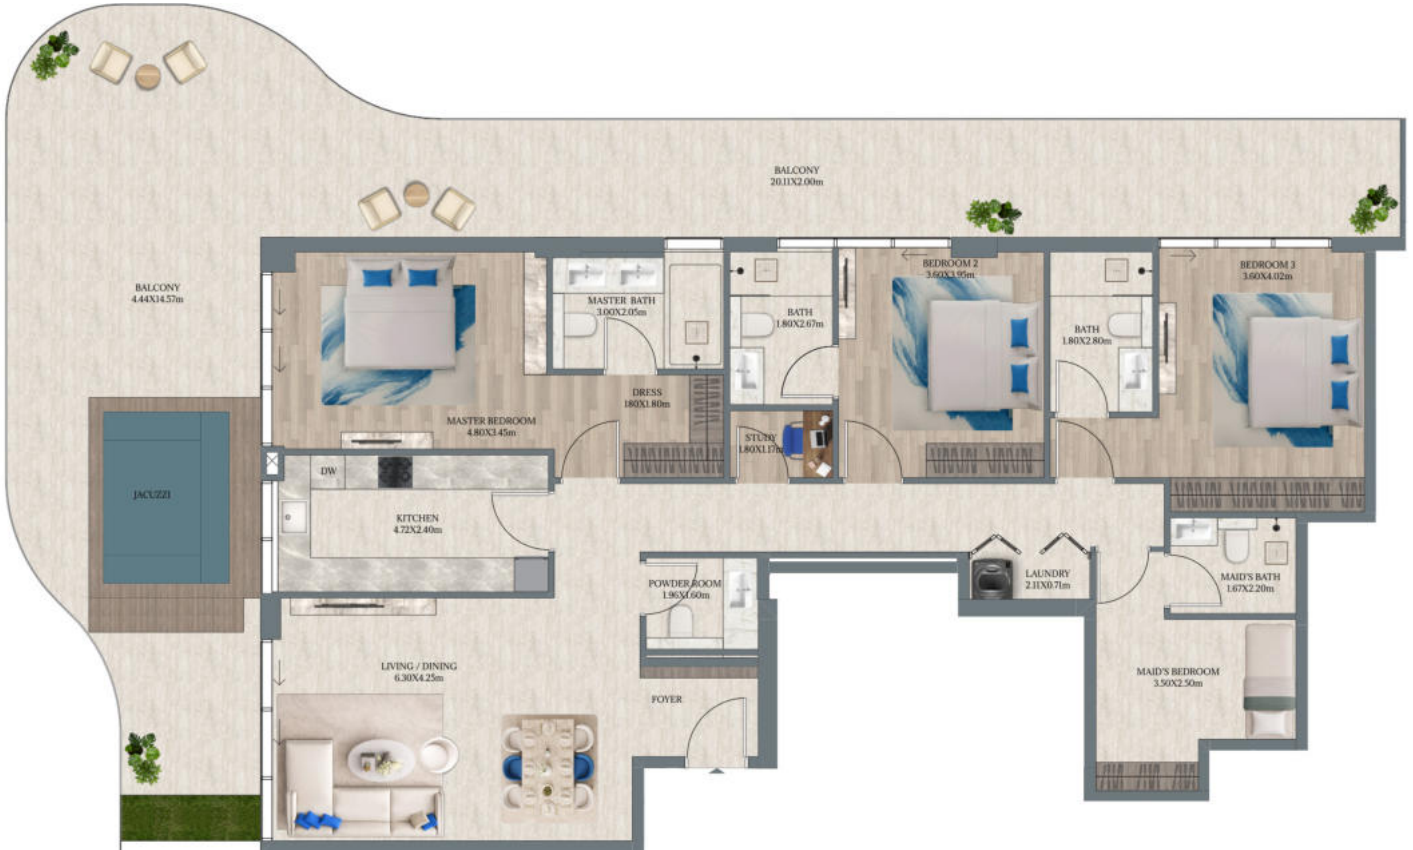 BALCONY
20.11X2.00m
BALCONY
4.44X14.57m
JACUZZI
MASTER BEDROOM
4.80X3.45m
MASTER BATH
3.00X2.05m
DRESS
1.80X1.80m
BATH
1.80X2.67m
STUDY
1.80X1.17m
BEDROOM 2
3.60X3.95m
BATH
1.80X2.80m
BEDROOM 3
3.60X4.02m
DW
KITCHEN
4.72X2.40m
POWDER ROOM
1.96X1.60m
LAUNDRY
2.11X0.71m
MAID'S BATH
1.67X2.20m
MAID'S BEDROOM
3.50X2.50m
LIVING / DINING
6.30X4.25m
FOYER